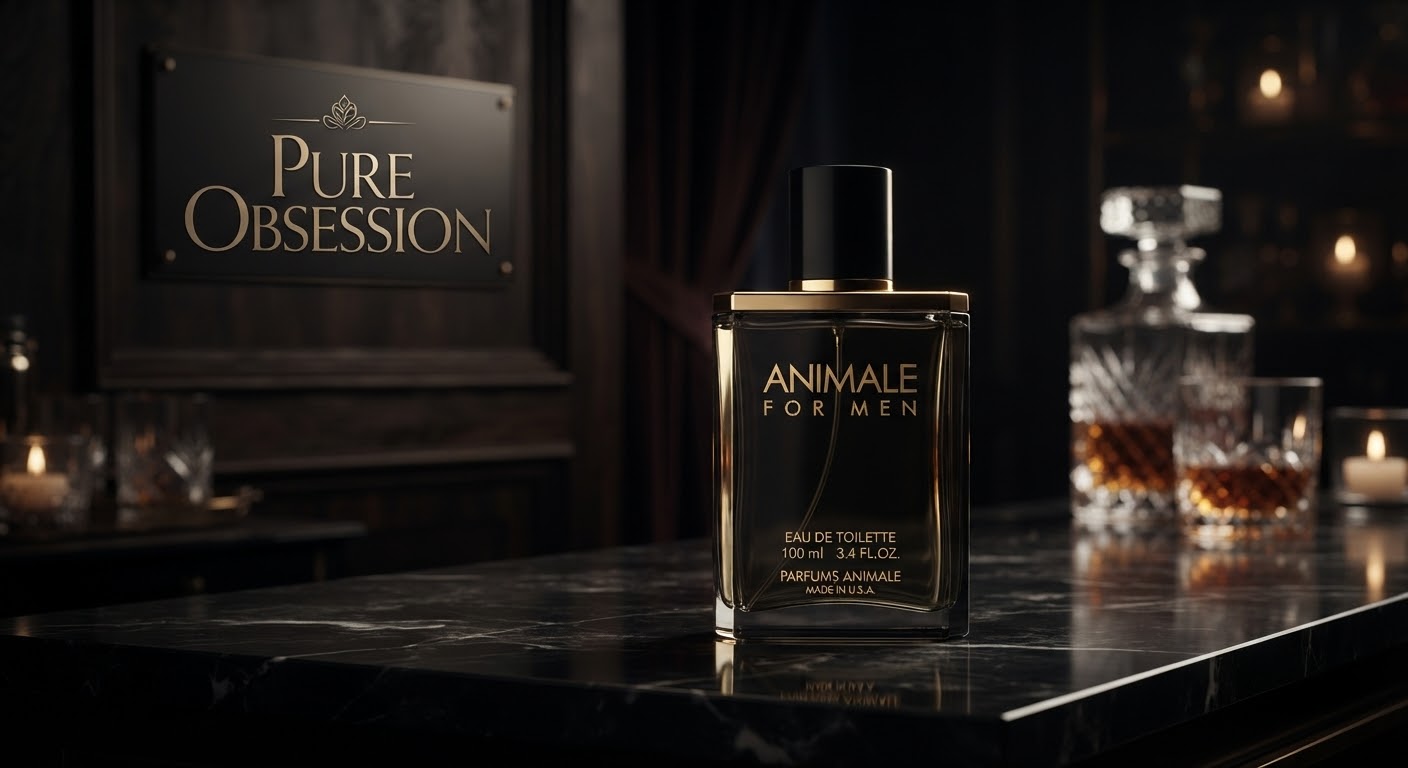 PURE
OBSESSION
ANIMALE
FOR MEN
EAU DE TOILETTE
100 ml 3.4 FL.OZ.
PARFUMS ANIMALE
MADE IN U.S.A.